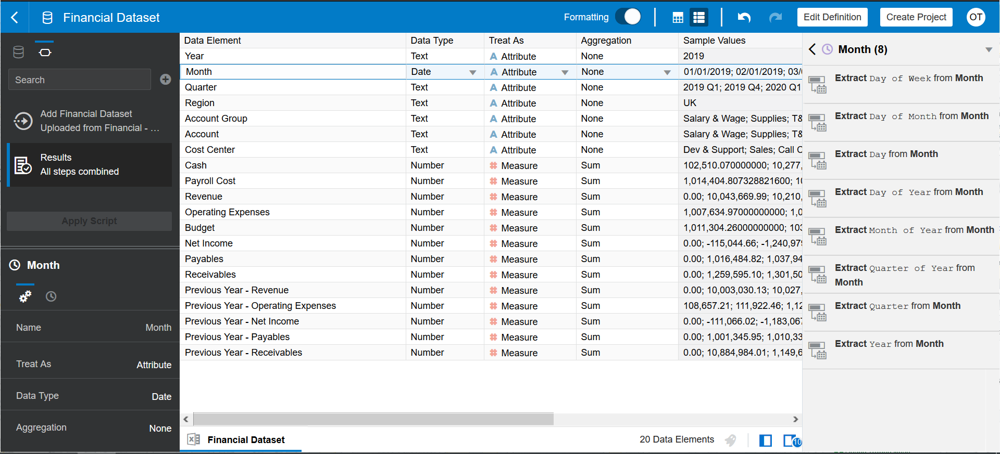 Financial Dataset
Formatting
Edit Definition
Create Project
OT
Search
Add Financial Dataset
Uploaded from Financial - ...
Results
All steps combined
Apply Script
Month
Name Month
Treat As Attribute
Data Type Date
Aggregation None
Data Element Data Type Treat As Aggregation Sample Values
Year Text A Attribute None 2019
Month Date A Attribute None 01/01/2019; 02/01/2019; 03/
Quarter Text A Attribute None 2019 Q1; 2019 Q4; 2020 Q1
Region Text A Attribute None UK
Account Group Text A Attribute None Salary & Wage; Supplies; T&
Account Text A Attribute None Salary & Wage; Supplies; T&
Cost Center Text A Attribute None Dev & Support; Sales; Call C
Cash Number # Measure Sum 102,510.070000000; 10,277,
Payroll Cost Number # Measure Sum 1,014,404.807328821600; 10
Revenue Number # Measure Sum 0.00; 10,043,669.99; 10,210,
Operating Expenses Number # Measure Sum 1,007,634.97000000000; 1,0
Budget Number # Measure Sum 1,011,304.26000000000; 103
Net Income Number # Measure Sum 0.00; -115,044.66; -1,240,979
Payables Number # Measure Sum 0.00; 1,016,484.82; 1,037,94
Receivables Number # Measure Sum 0.00; 1,259,595.10; 1,301,50
Previous Year - Revenue Number # Measure Sum 0.00; 10,003,030.13; 10,027,
Previous Year - Operating Expenses Number # Measure Sum 108,657.21; 111,922.46; 1,12
Previous Year - Net Income Number # Measure Sum 0.00; -111,066.02; -1,183,067
Previous Year - Payables Number # Measure Sum 0.00; 1,001,345.95; 1,010,33
Previous Year - Receivables Number # Measure Sum 0.00; 10,884,984.01; 1,149,6
Financial Dataset
20 Data Elements
10
Month (8)
Extract Day of Week from Month
Extract Day of Month from Month
Extract Day from Month
Extract Day of Year from Month
Extract Month of Year from Month
Extract Quarter of Year from
Month
Extract Quarter from Month
Extract Year from Month